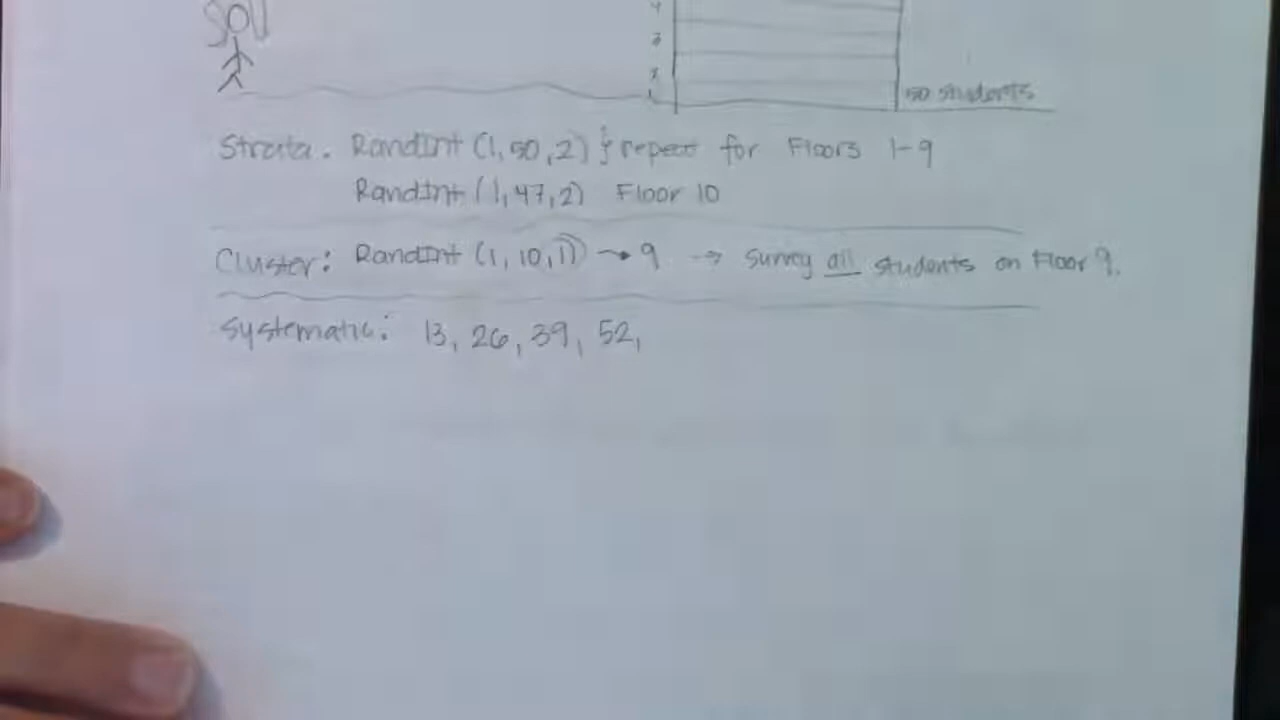 SOU
4
3
2
1
50 students
Strata: RandInt (1,50,2) } repeat for Floors 1-9
RandInt (1,47,2) Floor 10
Cluster: RandInt (1,10,1) → 9 → Survey all students on Floor 9.
Systematic: 13, 26, 39, 52,